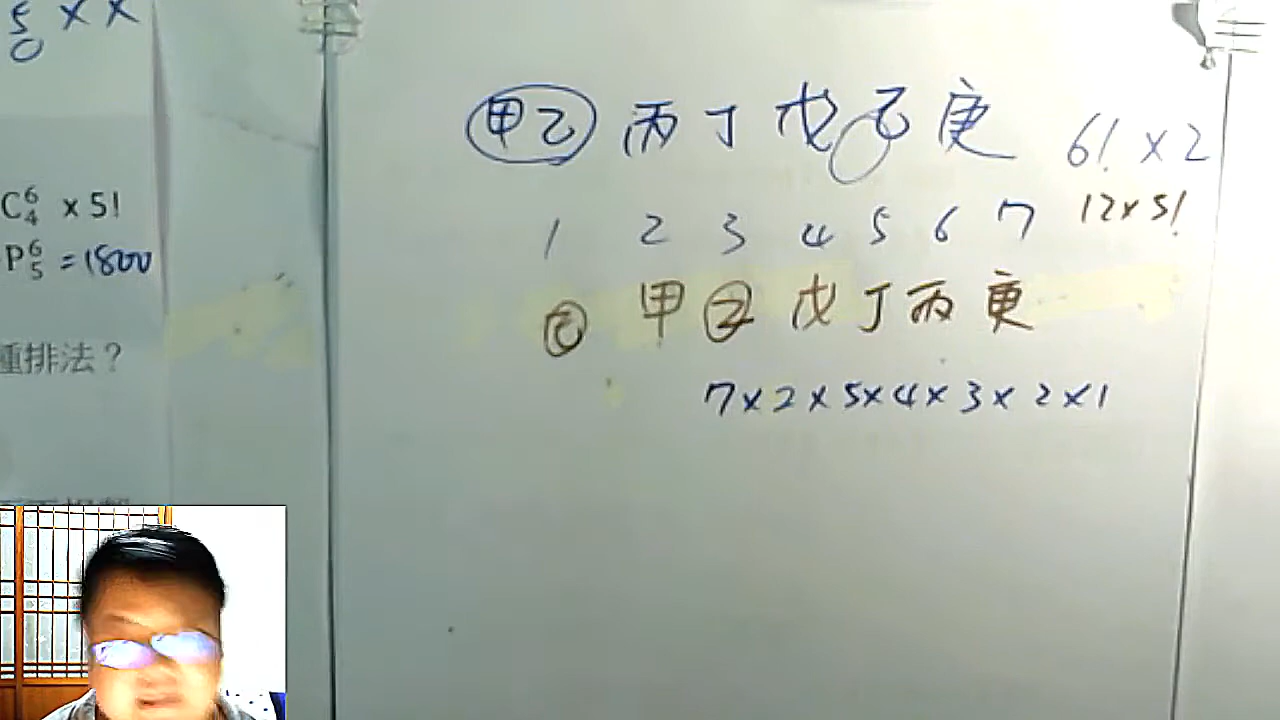 5 × ×
0
C⁶₄ × 5!
P⁶₅ = 1800
種排法？
甲乙 丙 丁 戊 己 庚 6! × 2
1 2 3 4 5 6 7 12 × 5!
己 甲 乙 戊 丁 丙 庚
7 × 2 × 5 × 4 × 3 × 2 × 1